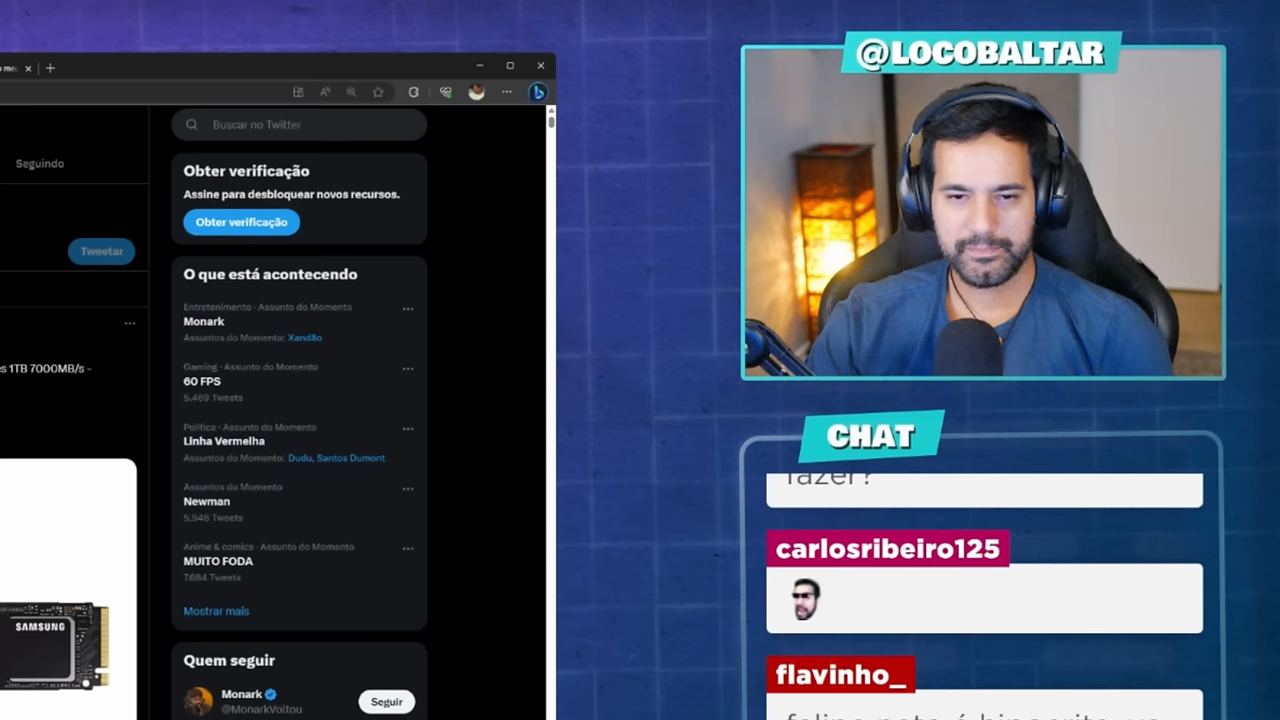 @LOCOBALTAR
Buscar no Twitter
Seguindo
Obter verificação
Assine para desbloquear novos recursos.
Obter verificação
Tweetar
O que está acontecendo
Entretenimento · Assunto do Momento
Monark
Assuntos do Momento: Xandão
s 1TB 7000MB/s -
Gaming · Assunto do Momento
60 FPS
5.469 Tweets
Política · Assunto do Momento
Linha Vermelha
Assuntos do Momento: Dudu, Santos Dumont
Assuntos do Momento
Newman
5.946 Tweets
Anime & comics · Assunto do Momento
MUITO FODA
7.684 Tweets
Mostrar mais
SAMSUNG
Quem seguir
Monark
@MonarkVoltou
Seguir
CHAT
fazer?
carlosribeiro125
flavinho_